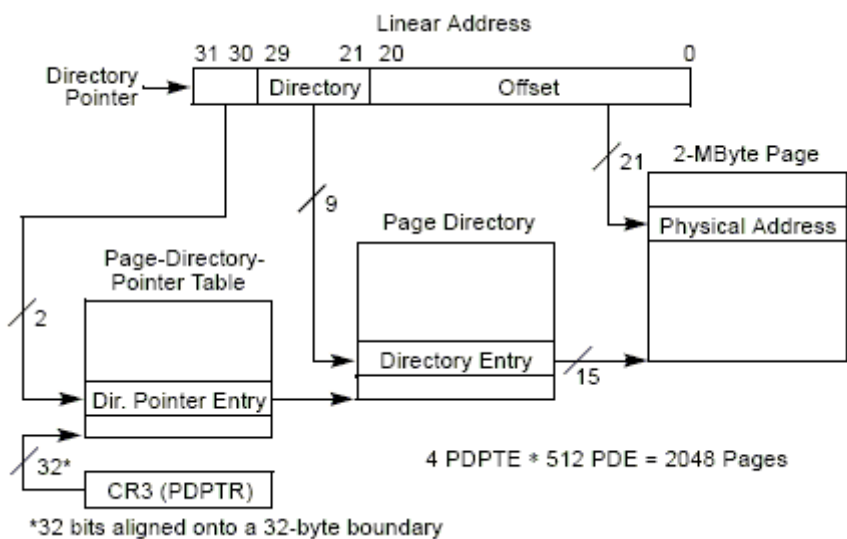 Linear Address
31 30 29 21 20 0
Directory
Pointer
Directory
Offset
21
2-MByte Page
9
Page Directory
Physical Address
Page-Directory-
Pointer Table
2
Directory Entry
15
Dir. Pointer Entry
32*
4 PDPTE * 512 PDE = 2048 Pages
CR3 (PDPTR)
*32 bits aligned onto a 32-byte boundary